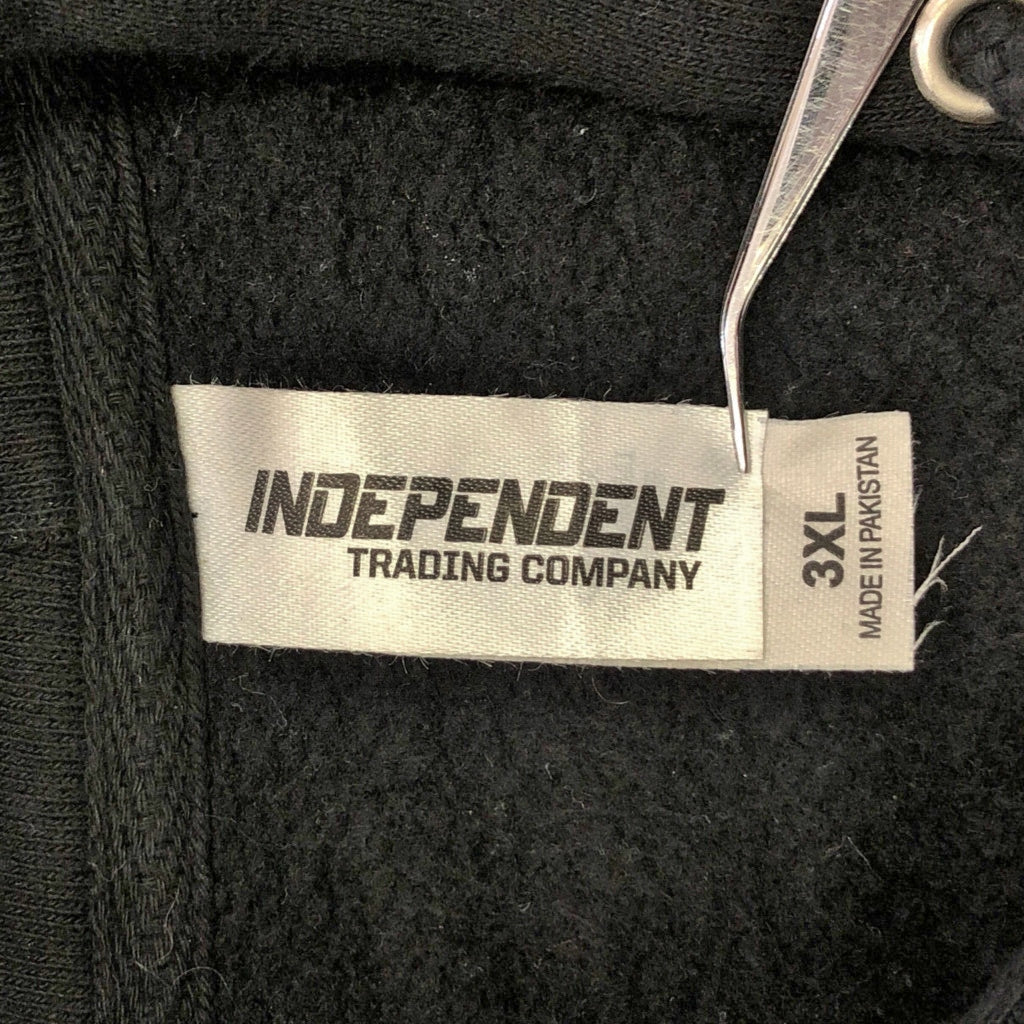 INDEPENDENT
TRADING COMPANY
3XL
MADE IN PAKISTAN